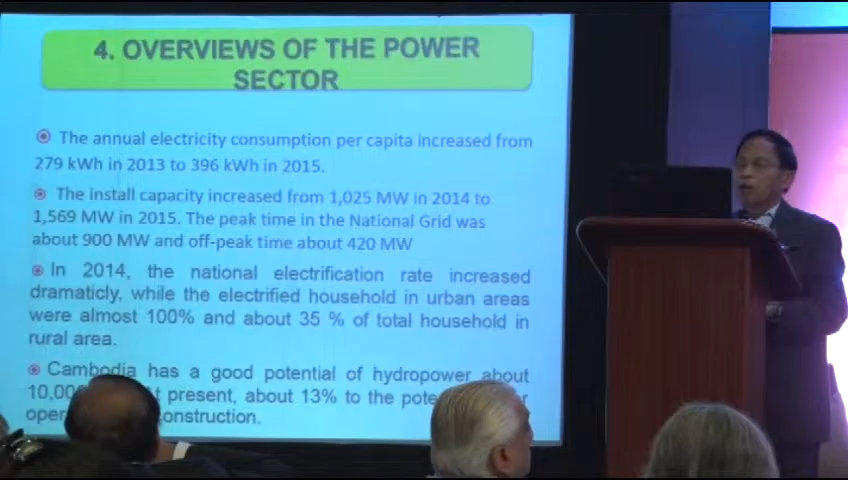 4. OVERVIEWS OF THE POWER
SECTOR
The annual electricity consumption per capita increased from
279 kWh in 2013 to 396 kWh in 2015.
The install capacity increased from 1,025 MW in 2014 to
1,569 MW in 2015. The peak time in the National Grid was
about 900 MW and off-peak time about 420 MW
In 2014, the national electrification rate increased
dramaticly, while the electrified household in urban areas
were almost 100% and about 35 % of total household in
rural area.
Cambodia has a good potential of hydropower about
present, about 13% to the